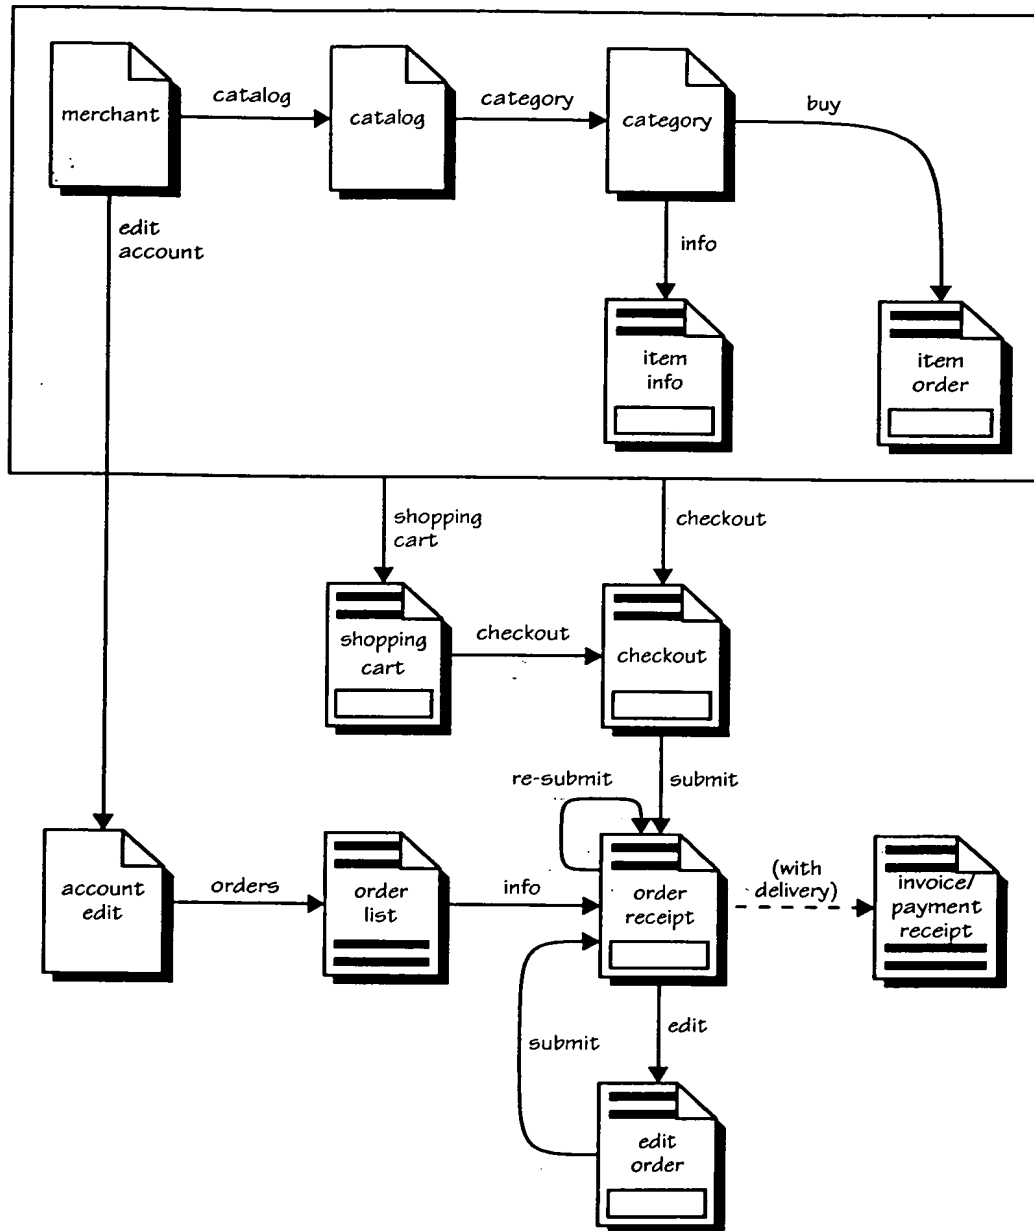 merchant
catalog
catalog
category
category
buy
edit
account
info
item
info
item
order
shopping
cart
checkout
shopping
cart
checkout
checkout
re-submit
submit
account
edit
orders
order
list
info
order
receipt
(with
delivery)
invoice/
payment
receipt
submit
edit
edit
order